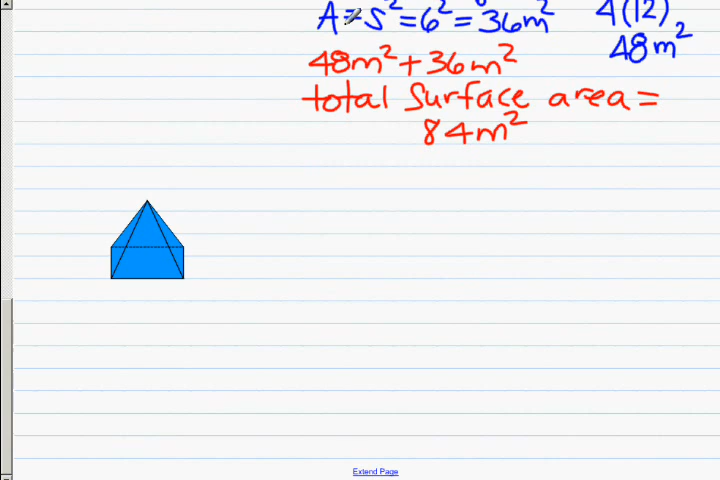 A = s² = 6² = 36m²
4(12)
48m²
48m² + 36m²
total surface area =
84m²
Extend Page